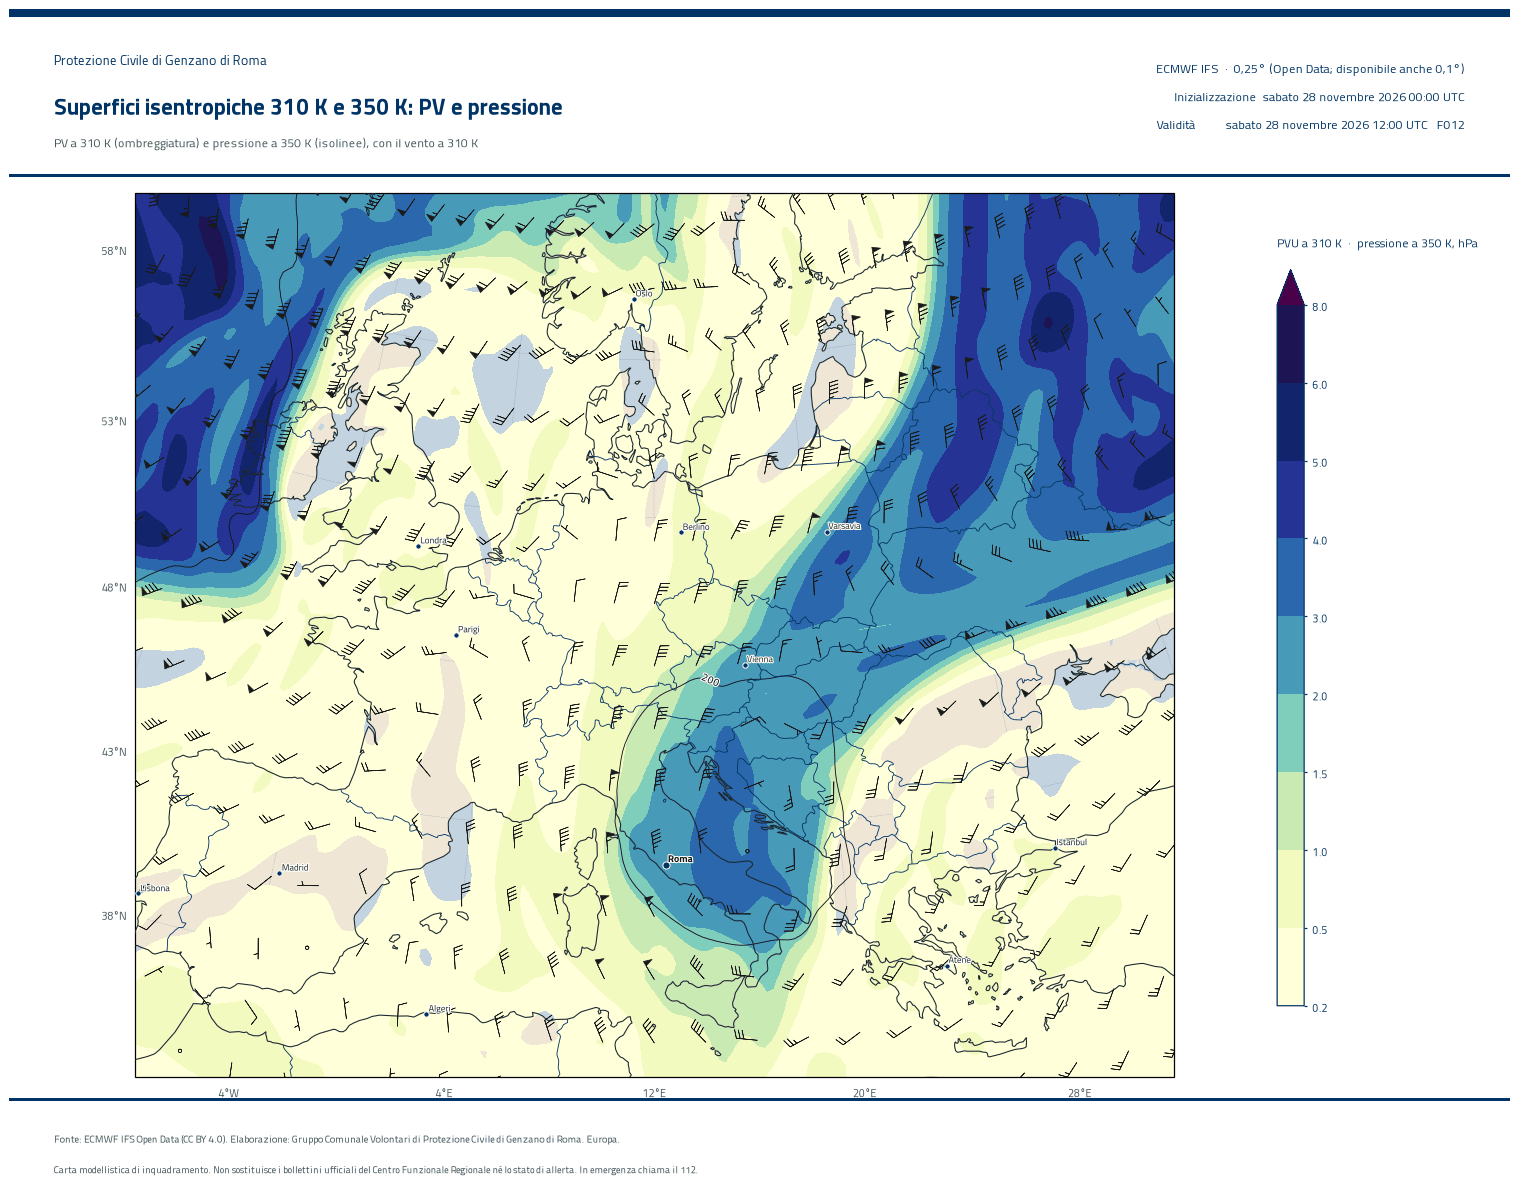 Protezione Civile di Genzano di Roma
Superfici isentropiche 310 K e 350 K: PV e pressione
PV a 310 K (ombreggiatura) e pressione a 350 K (isolinee), con il vento a 310 K
ECMWF IFS · 0,25° (Open Data; disponibile anche 0,1°)
Inizializzazione sabato 28 novembre 2026 00:00 UTC
Validità sabato 28 novembre 2026 12:00 UTC F012
PVU a 310 K · pressione a 350 K, hPa
8.0
6.0
5.0
4.0
3.0
2.0
1.5
1.0
0.5
0.2
58°N
53°N
48°N
43°N
38°N
4°W
4°E
12°E
20°E
28°E
Oslo
Berlino
Varsavia
Londra
Parigi
Vienna
200
Roma
Madrid
Lisbona
Istanbul
Atene
Algeri
Fonte: ECMWF IFS Open Data (CC BY 4.0). Elaborazione: Gruppo Comunale Volontari di Protezione Civile di Genzano di Roma. Europa.
Carta modellistica di inquadramento. Non sostituisce i bollettini ufficiali del Centro Funzionale Regionale né lo stato di allerta. In emergenza chiama il 112.